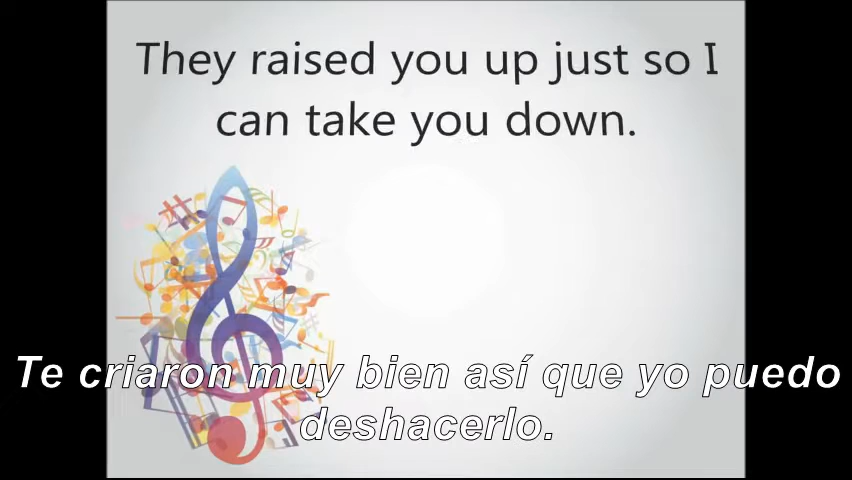 They raised you up just so I
can take you down.
Te criaron muy bien así que yo puedo
deshacerlo.